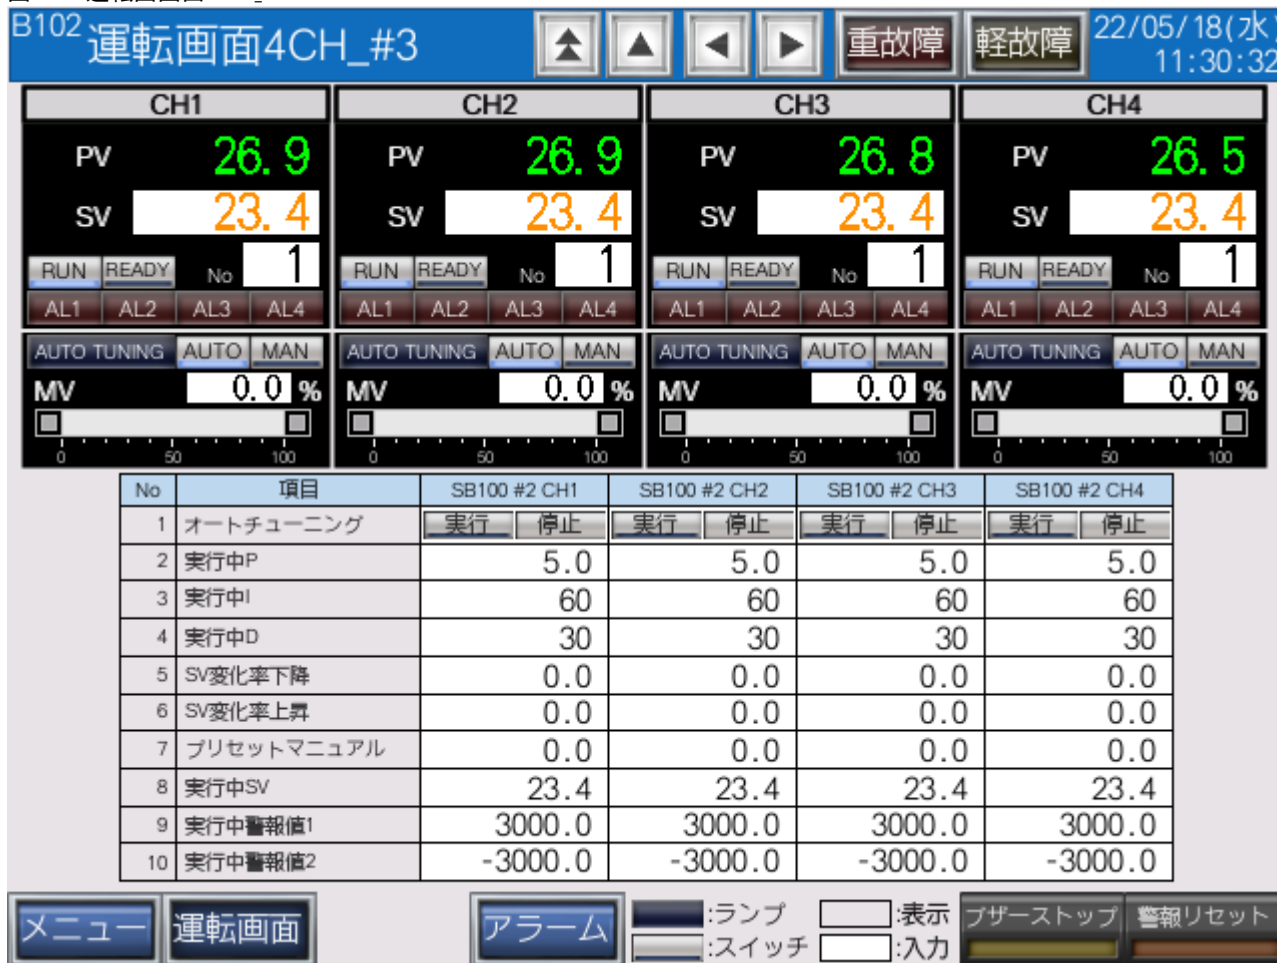 B102 運転画面4CH_#3 重故障 軽故障 22/05/18(水)
11:30:32
CH1 CH2 CH3 CH4
PV 26.9 PV 26.9 PV 26.8 PV 26.5
SV 23.4 SV 23.4 SV 23.4 SV 23.4
RUN READY No 1 RUN READY No 1 RUN READY No 1 RUN READY No 1
AL1 AL2 AL3 AL4 AL1 AL2 AL3 AL4 AL1 AL2 AL3 AL4 AL1 AL2 AL3 AL4
AUTO TUNING AUTO MAN AUTO TUNING AUTO MAN AUTO TUNING AUTO MAN AUTO TUNING AUTO MAN
MV 0.0 % MV 0.0 % MV 0.0 % MV 0.0 %
0 50 100 0 50 100 0 50 100 0 50 100
No 項目 SB100 #2 CH1 SB100 #2 CH2 SB100 #2 CH3 SB100 #2 CH4
1 オートチューニング 実行 停止 実行 停止 実行 停止 実行 停止
2 実行中P 5.0 5.0 5.0 5.0
3 実行中I 60 60 60 60
4 実行中D 30 30 30 30
5 SV変化率下降 0.0 0.0 0.0 0.0
6 SV変化率上昇 0.0 0.0 0.0 0.0
7 プリセットマニュアル 0.0 0.0 0.0 0.0
8 実行中SV 23.4 23.4 23.4 23.4
9 実行中警報値1 3000.0 3000.0 3000.0 3000.0
10 実行中警報値2 -3000.0 -3000.0 -3000.0 -3000.0
メニュー 運転画面 アラーム :ランプ :表示 ブザーストップ 警報リセット
:スイッチ :入力